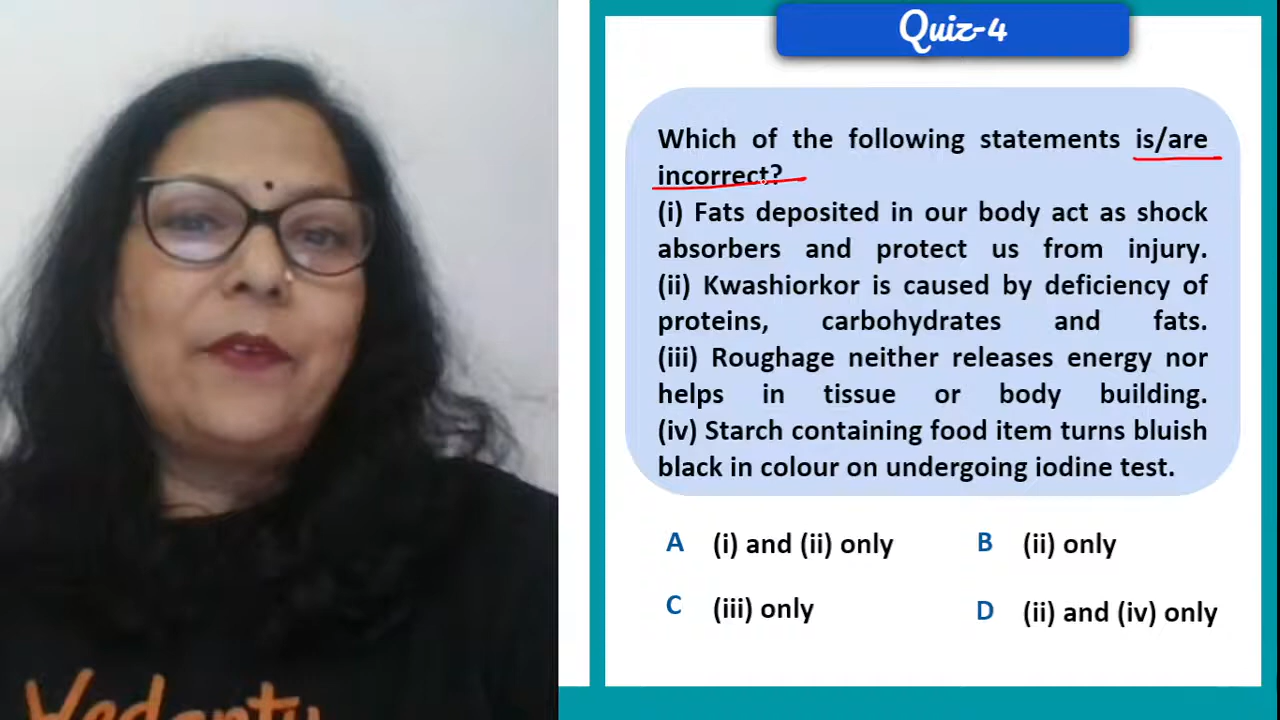 Quiz-4
Which of the following statements is/are
incorrect?
(i) Fats deposited in our body act as shock
absorbers and protect us from injury.
(ii) Kwashiorkor is caused by deficiency of
proteins, carbohydrates and fats.
(iii) Roughage neither releases energy nor
helps in tissue or body building.
(iv) Starch containing food item turns bluish
black in colour on undergoing iodine test.
A (i) and (ii) only
B (ii) only
C (iii) only
D (ii) and (iv) only
Vedantu